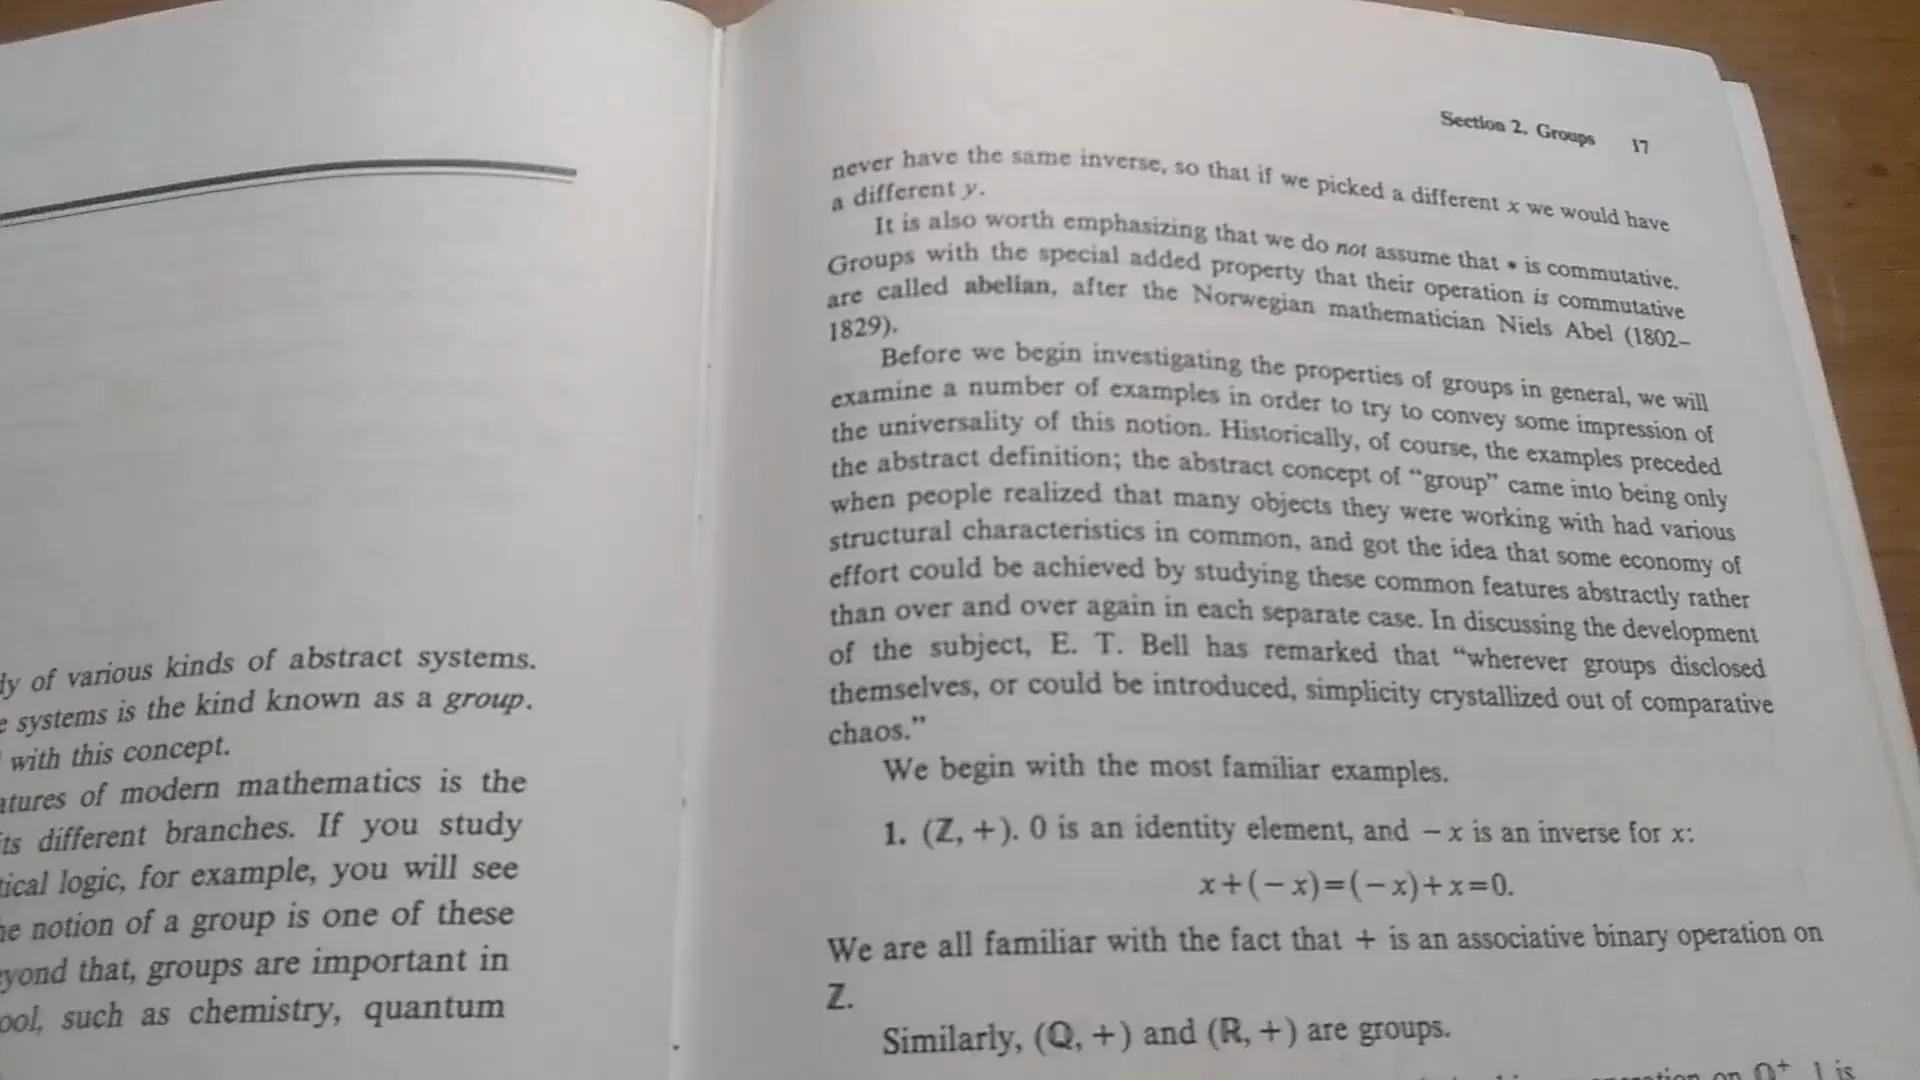 of various kinds of abstract systems.
systems is the kind known as a group.
with this concept.
of modern mathematics is the
different branches. If you study
logic, for example, you will see
notion of a group is one of these
that, groups are important in
such as chemistry, quantum
Section 2. Groups 17
never have the same inverse, so that if we picked a different x we would have
a different y.
It is also worth emphasizing that we do not assume that * is commutative.
Groups with the special added property that their operation is commutative
are called abelian, after the Norwegian mathematician Niels Abel (1802–
1829).
Before we begin investigating the properties of groups in general, we will
examine a number of examples in order to try to convey some impression of
the universality of this notion. Historically, of course, the examples preceded
the abstract definition; the abstract concept of “group” came into being only
when people realized that many objects they were working with had various
structural characteristics in common, and got the idea that some economy of
effort could be achieved by studying these common features abstractly rather
than over and over again in each separate case. In discussing the development
of the subject, E. T. Bell has remarked that “wherever groups disclosed
themselves, or could be introduced, simplicity crystallized out of comparative
chaos.”
We begin with the most familiar examples.
1. (Z, +). 0 is an identity element, and −x is an inverse for x:
x+(−x)=(−x)+x=0.
We are all familiar with the fact that + is an associative binary operation on
Z.
Similarly, (Q, +) and (R, +) are groups.
on Q⁺, 1 is